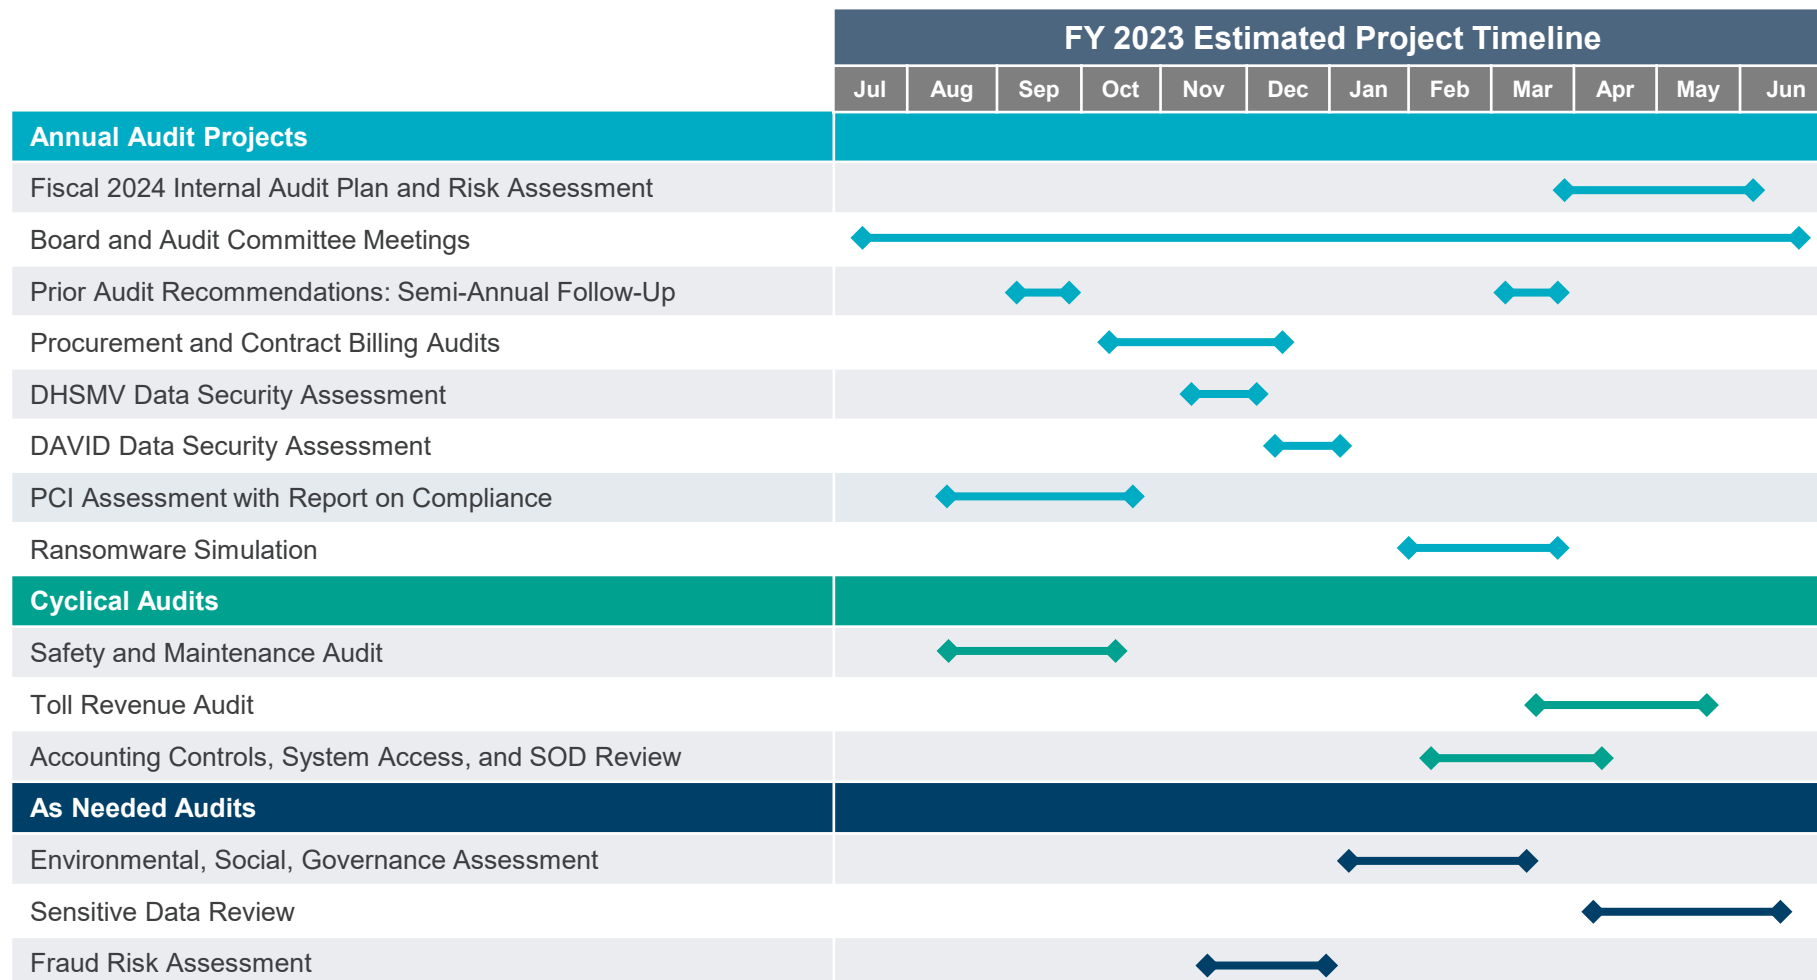 FY 2023 Estimated Project Timeline
Jul Aug Sep Oct Nov Dec Jan Feb Mar Apr May Jun
Annual Audit Projects
Fiscal 2024 Internal Audit Plan and Risk Assessment
Board and Audit Committee Meetings
Prior Audit Recommendations: Semi-Annual Follow-Up
Procurement and Contract Billing Audits
DHSMV Data Security Assessment
DAVID Data Security Assessment
PCI Assessment with Report on Compliance
Ransomware Simulation
Cyclical Audits
Safety and Maintenance Audit
Toll Revenue Audit
Accounting Controls, System Access, and SOD Review
As Needed Audits
Environmental, Social, Governance Assessment
Sensitive Data Review
Fraud Risk Assessment